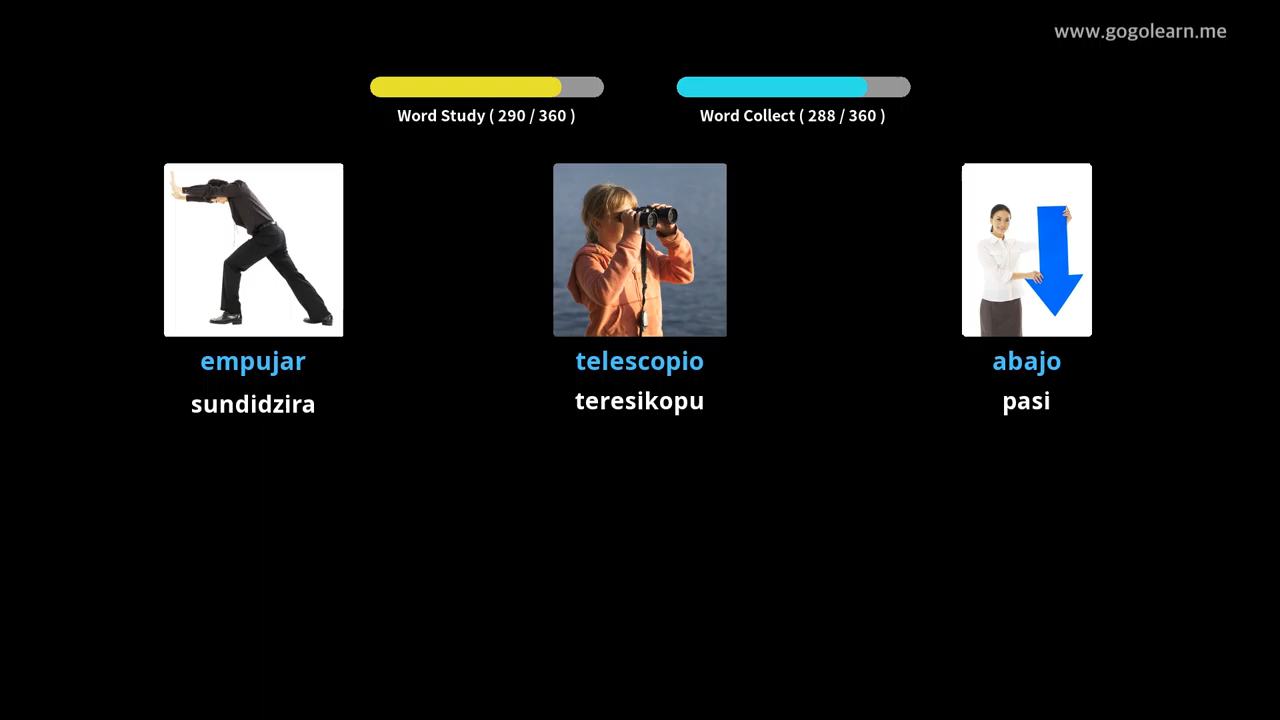 www.gogolearn.me
Word Study ( 290 / 360 )
Word Collect ( 288 / 360 )
empujar
sundidzira
telescopio
teresikopu
abajo
pasi